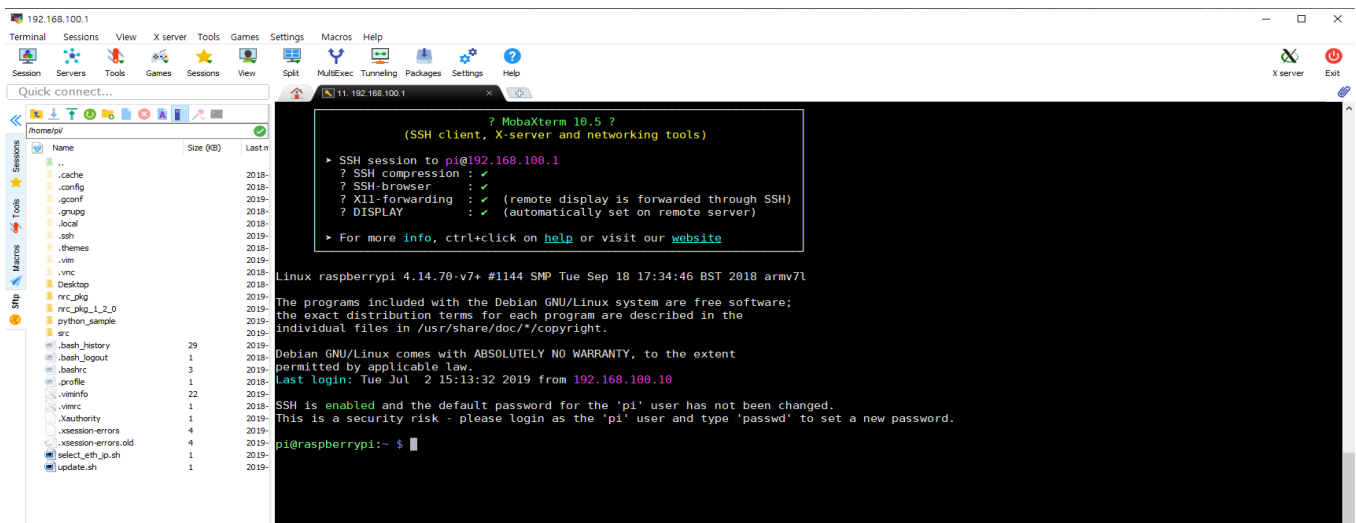 192.168.100.1
Terminal Sessions View X server Tools Games Settings Macros Help
Session Servers Tools Games Sessions View Split MultiExec Tunneling Packages Settings Help X server Exit
Quick connect...
11. 192.168.100.1
/home/pi/
Name Size (KB) Last m
..
.cache 2018-
.config 2018-
.gconf 2019-
.gnupg 2018-
.local 2018-
.ssh 2019-
.themes 2018-
.vim 2019-
.vnc 2018-
Desktop 2018-
nrc_pkg 2019-
nrc_pkg_1_2_0 2019-
python_sample 2019-
src 2019-
.bash_history 29 2019-
.bash_logout 1 2018-
.bashrc 3 2019-
.profile 1 2018-
.viminfo 22 2019-
.vimrc 1 2018-
.Xauthority 1 2019-
.xsession-errors 4 2019-
.xsession-errors.old 4 2019-
select_eth_ip.sh 1 2019-
update.sh 1 2019-
Sessions
Tools
Macros
Sftp
? MobaXterm 10.5 ?
(SSH client, X-server and networking tools)
➤ SSH session to pi@192.168.100.1
? SSH compression : ✔
? SSH-browser : ✔
? X11-forwarding : ✔ (remote display is forwarded through SSH)
? DISPLAY : ✔ (automatically set on remote server)
➤ For more info, ctrl+click on help or visit our website
Linux raspberrypi 4.14.70-v7+ #1144 SMP Tue Sep 18 17:34:46 BST 2018 armv7l
The programs included with the Debian GNU/Linux system are free software;
the exact distribution terms for each program are described in the
individual files in /usr/share/doc/*/copyright.
Debian GNU/Linux comes with ABSOLUTELY NO WARRANTY, to the extent
permitted by applicable law.
Last login: Tue Jul  2 15:13:32 2019 from 192.168.100.10
SSH is enabled and the default password for the 'pi' user has not been changed.
This is a security risk - please login as the 'pi' user and type 'passwd' to set a new password.
pi@raspberrypi:~ $